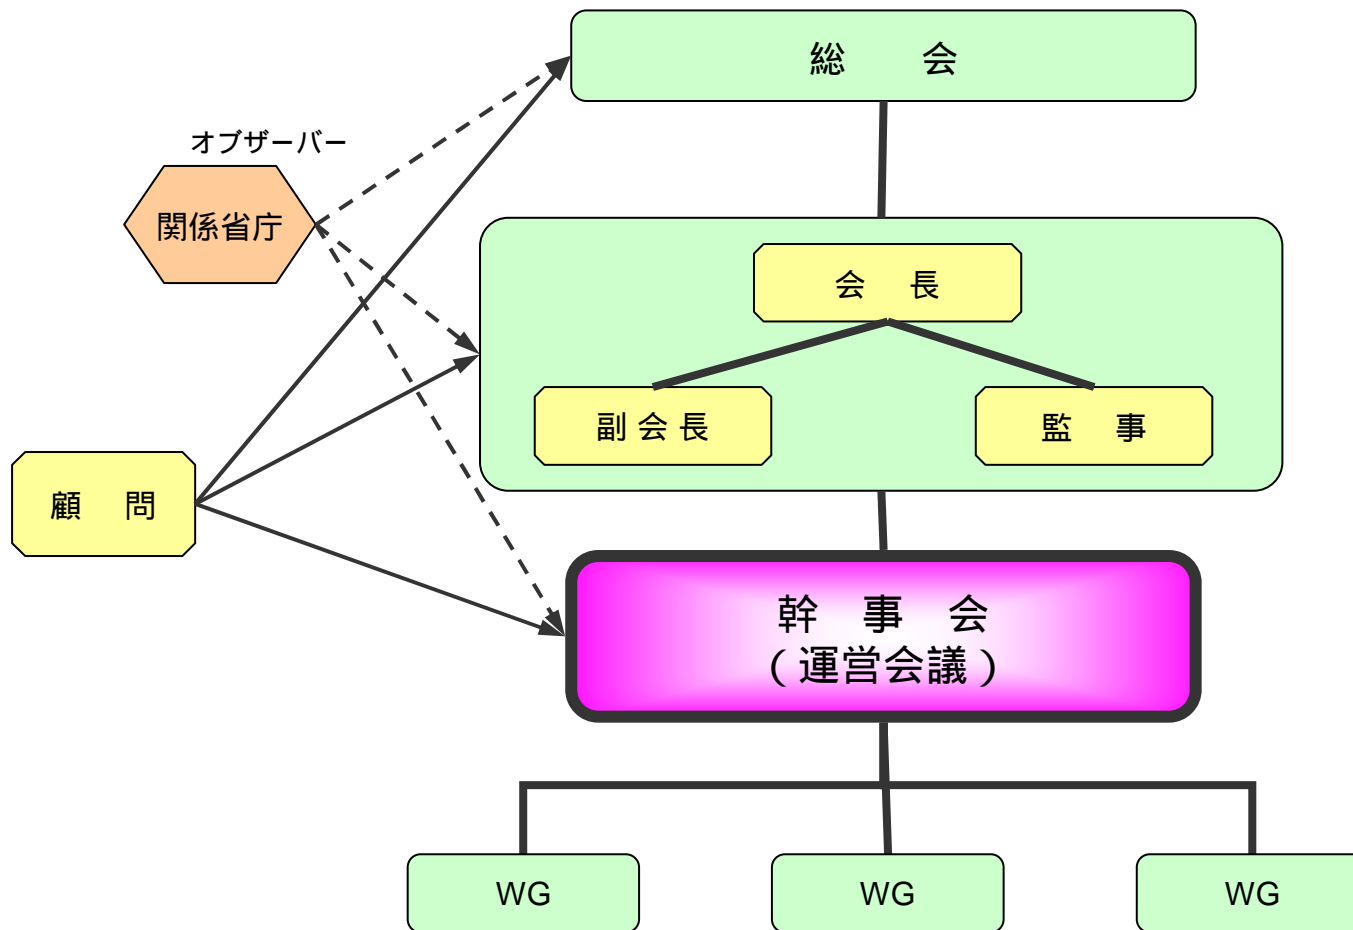 総　会
オブザーバー
関係省庁
会　長
副 会 長
監　事
顧　問
幹　事　会
（運営会議）
WG
WG
WG